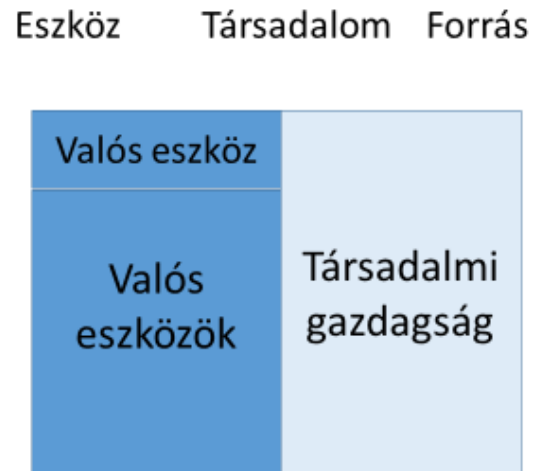 Eszköz Társadalom Forrás
Valós eszköz
Valós
eszközök
Társadalmi
gazdagság